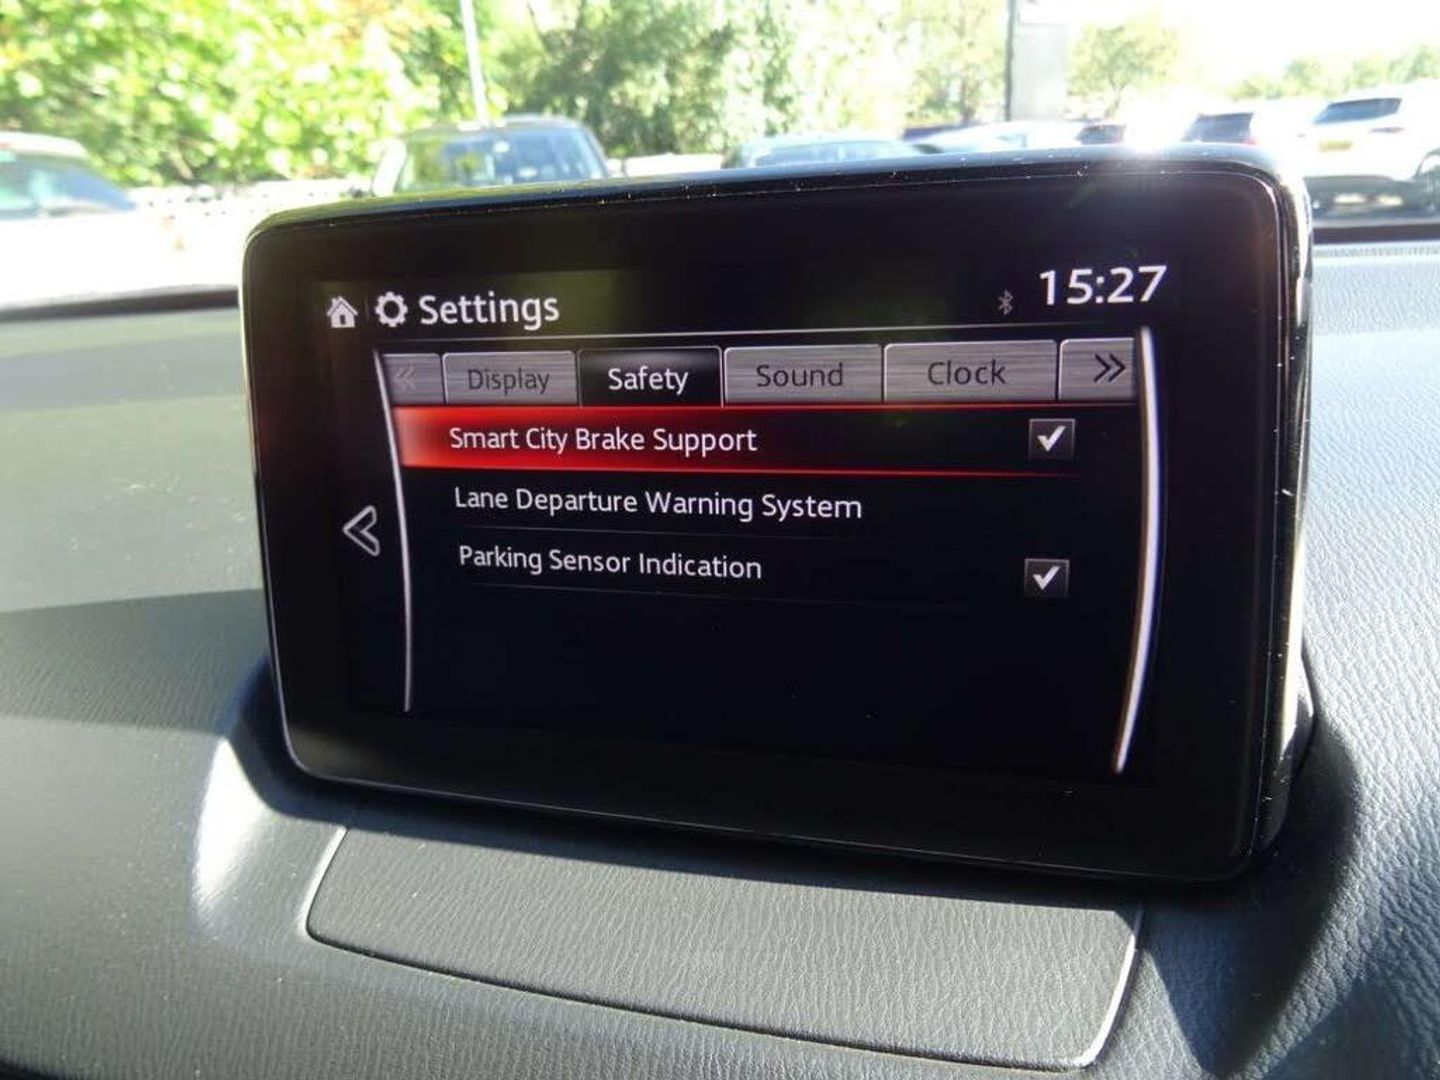 Settings
15:27
Display
Safety
Sound
Clock
Smart City Brake Support
Lane Departure Warning System
Parking Sensor Indication